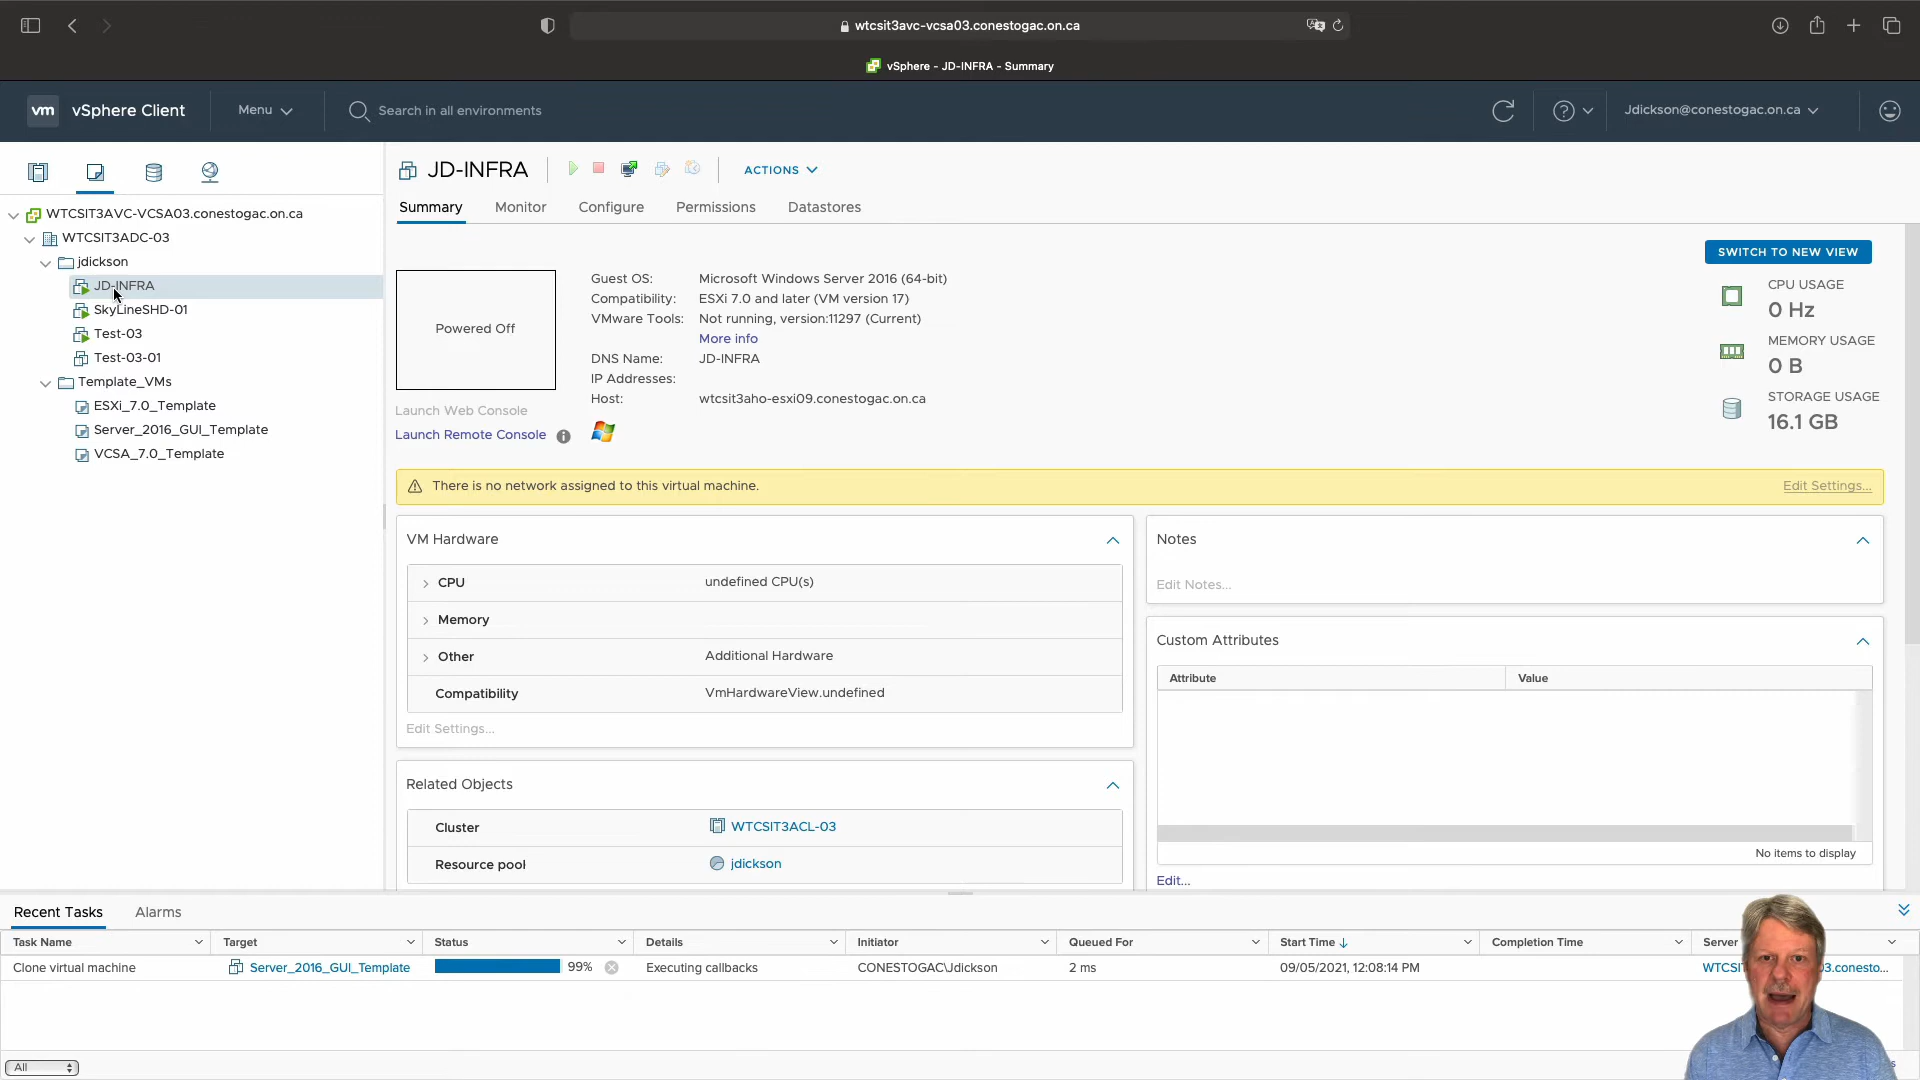 wtcsit3avc-vcsa03.conestogac.on.ca
vSphere - JD-INFRA - Summary
vm vSphere Client Menu Search in all environments Jdickson@conestogac.on.ca
WTCSIT3AVC-VCSA03.conestogac.on.ca
WTCSIT3ADC-03
jdickson
JD-INFRA
SkyLineSHD-01
Test-03
Test-03-01
Template_VMs
ESXi_7.0_Template
Server_2016_GUI_Template
VCSA_7.0_Template
JD-INFRA ACTIONS
Summary Monitor Configure Permissions Datastores
SWITCH TO NEW VIEW
Powered Off
Launch Web Console
Launch Remote Console
Guest OS: Microsoft Windows Server 2016 (64-bit)
Compatibility: ESXi 7.0 and later (VM version 17)
VMware Tools: Not running, version:11297 (Current)
More info
DNS Name: JD-INFRA
IP Addresses:
Host: wtcsit3aho-esxi09.conestogac.on.ca
CPU USAGE
0 Hz
MEMORY USAGE
0 B
STORAGE USAGE
16.1 GB
There is no network assigned to this virtual machine. Edit Settings...
VM Hardware
CPU undefined CPU(s)
Memory
Other Additional Hardware
Compatibility VmHardwareView.undefined
Edit Settings...
Related Objects
Cluster WTCSIT3ACL-03
Resource pool jdickson
Notes
Edit Notes...
Custom Attributes
Attribute Value
No items to display
Edit...
Recent Tasks Alarms
Task Name Target Status Details Initiator Queued For Start Time Completion Time Server
Clone virtual machine Server_2016_GUI_Template 99% Executing callbacks CONESTOGAC\Jdickson 2 ms 09/05/2021, 12:08:14 PM WTCSI 3.conesto...
All